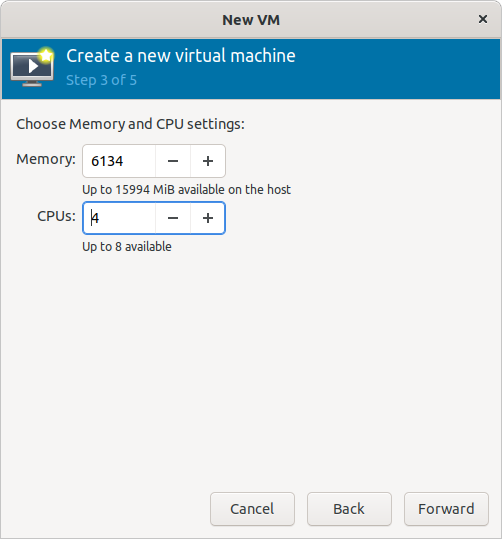 New VM
Create a new virtual machine
Step 3 of 5
Choose Memory and CPU settings:
Memory: 6134
Up to 15994 MiB available on the host
CPUs: 4
Up to 8 available
Cancel Back Forward